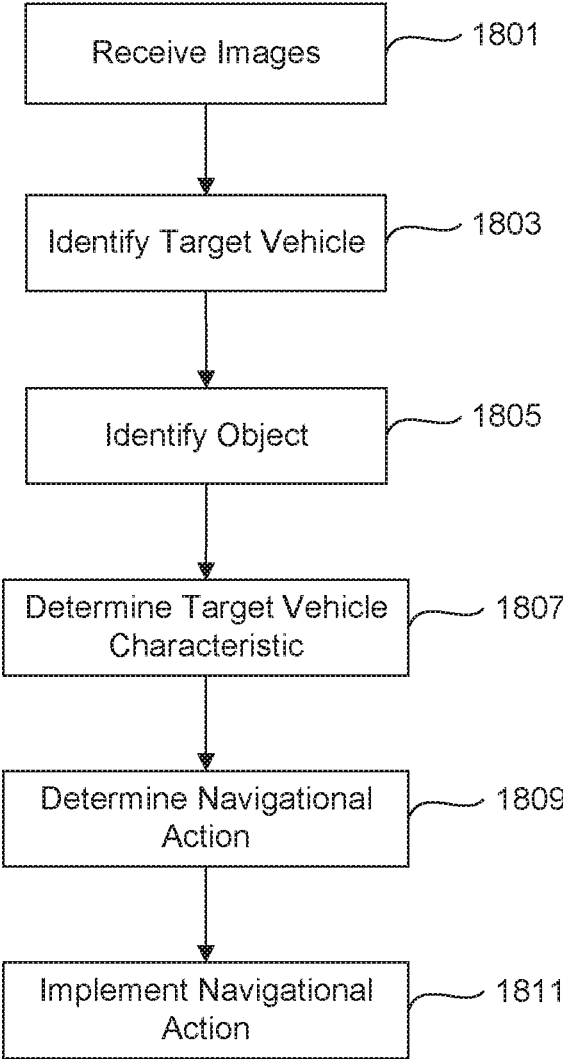 Receive Images
1801
Identify Target Vehicle
1803
Identify Object
1805
Determine Target Vehicle
Characteristic
1807
Determine Navigational
Action
1809
Implement Navigational
Action
1811